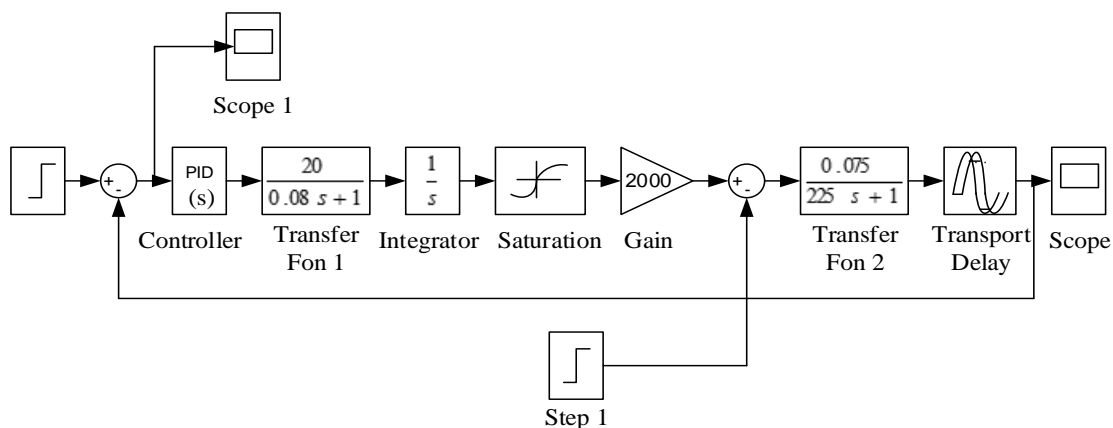 Scope 1
+
-
PID
(s)
20
0.08 s + 1
1
s
2000
+
-
0.075
225 s + 1
Controller
Transfer
Fon 1
Integrator
Saturation
Gain
Transfer
Fon 2
Transport
Delay
Scope
Step 1